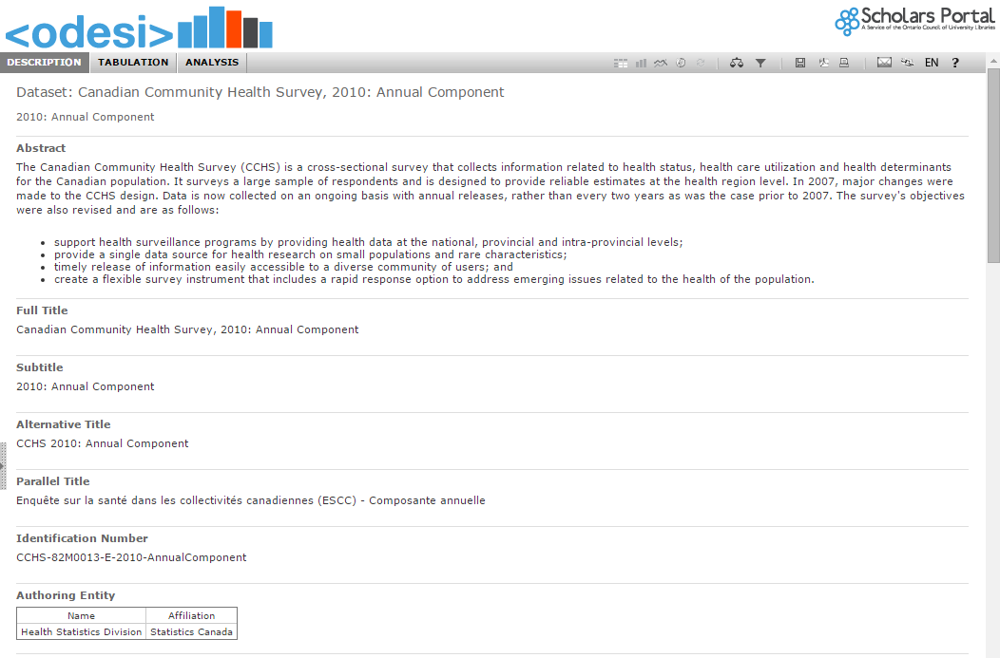 <odesi>
Scholars Portal
A Service of the Ontario Council of University Libraries
DESCRIPTION TABULATION ANALYSIS EN ?
Dataset: Canadian Community Health Survey, 2010: Annual Component
2010: Annual Component
Abstract
The Canadian Community Health Survey (CCHS) is a cross-sectional survey that collects information related to health status, health care utilization and health determinants
for the Canadian population. It surveys a large sample of respondents and is designed to provide reliable estimates at the health region level. In 2007, major changes were
made to the CCHS design. Data is now collected on an ongoing basis with annual releases, rather than every two years as was the case prior to 2007. The survey's objectives
were also revised and are as follows:
• support health surveillance programs by providing health data at the national, provincial and intra-provincial levels;
• provide a single data source for health research on small populations and rare characteristics;
• timely release of information easily accessible to a diverse community of users; and
• create a flexible survey instrument that includes a rapid response option to address emerging issues related to the health of the population.
Full Title
Canadian Community Health Survey, 2010: Annual Component
Subtitle
2010: Annual Component
Alternative Title
CCHS 2010: Annual Component
Parallel Title
Enquête sur la santé dans les collectivités canadiennes (ESCC) - Composante annuelle
Identification Number
CCHS-82M0013-E-2010-AnnualComponent
Authoring Entity
Name Affiliation
Health Statistics Division Statistics Canada